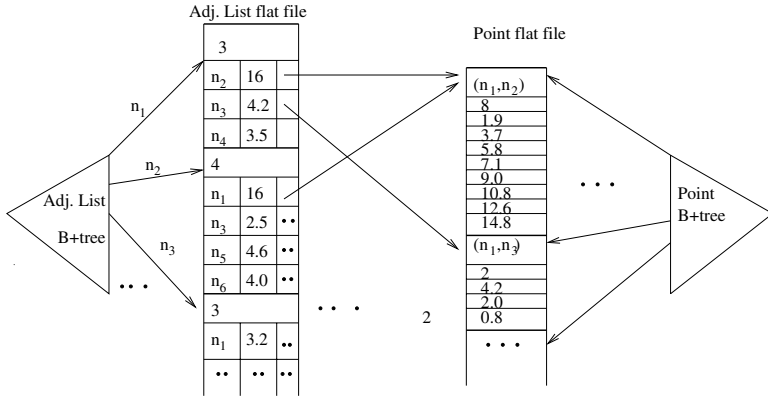 Adj. List flat file
Point flat file
3
n2 16
n3 4.2
n4 3.5
4
n1 16
n3 2.5 ..
n5 4.6 ..
n6 4.0 ..
3
n1 3.2 ..
.. .. ..
n1
n2
n3
Adj. List
B+tree
...
...
2
(n1,n2)
8
1.9
3.7
5.8
7.1
9.0
10.8
12.6
14.8
(n1,n3)
2
4.2
2.0
0.8
...
...
Point
B+tree